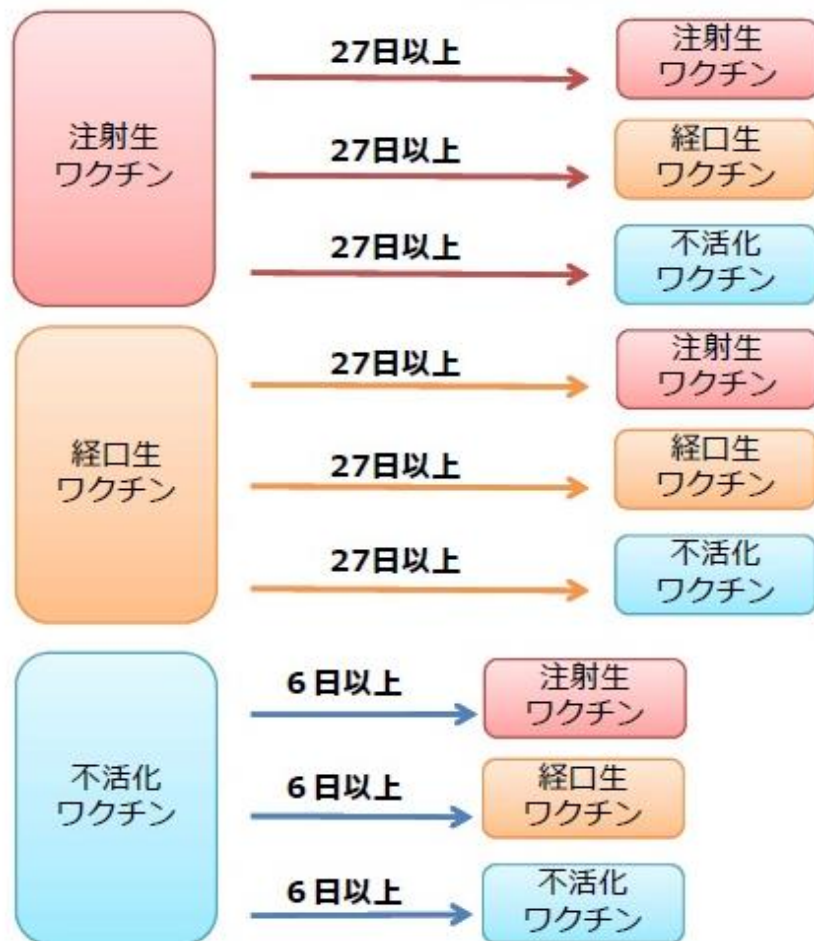 注射生
ワクチン
27日以上
注射生
ワクチン
27日以上
経口生
ワクチン
27日以上
不活化
ワクチン
経口生
ワクチン
27日以上
注射生
ワクチン
27日以上
経口生
ワクチン
27日以上
不活化
ワクチン
不活化
ワクチン
6日以上
注射生
ワクチン
6日以上
経口生
ワクチン
6日以上
不活化
ワクチン